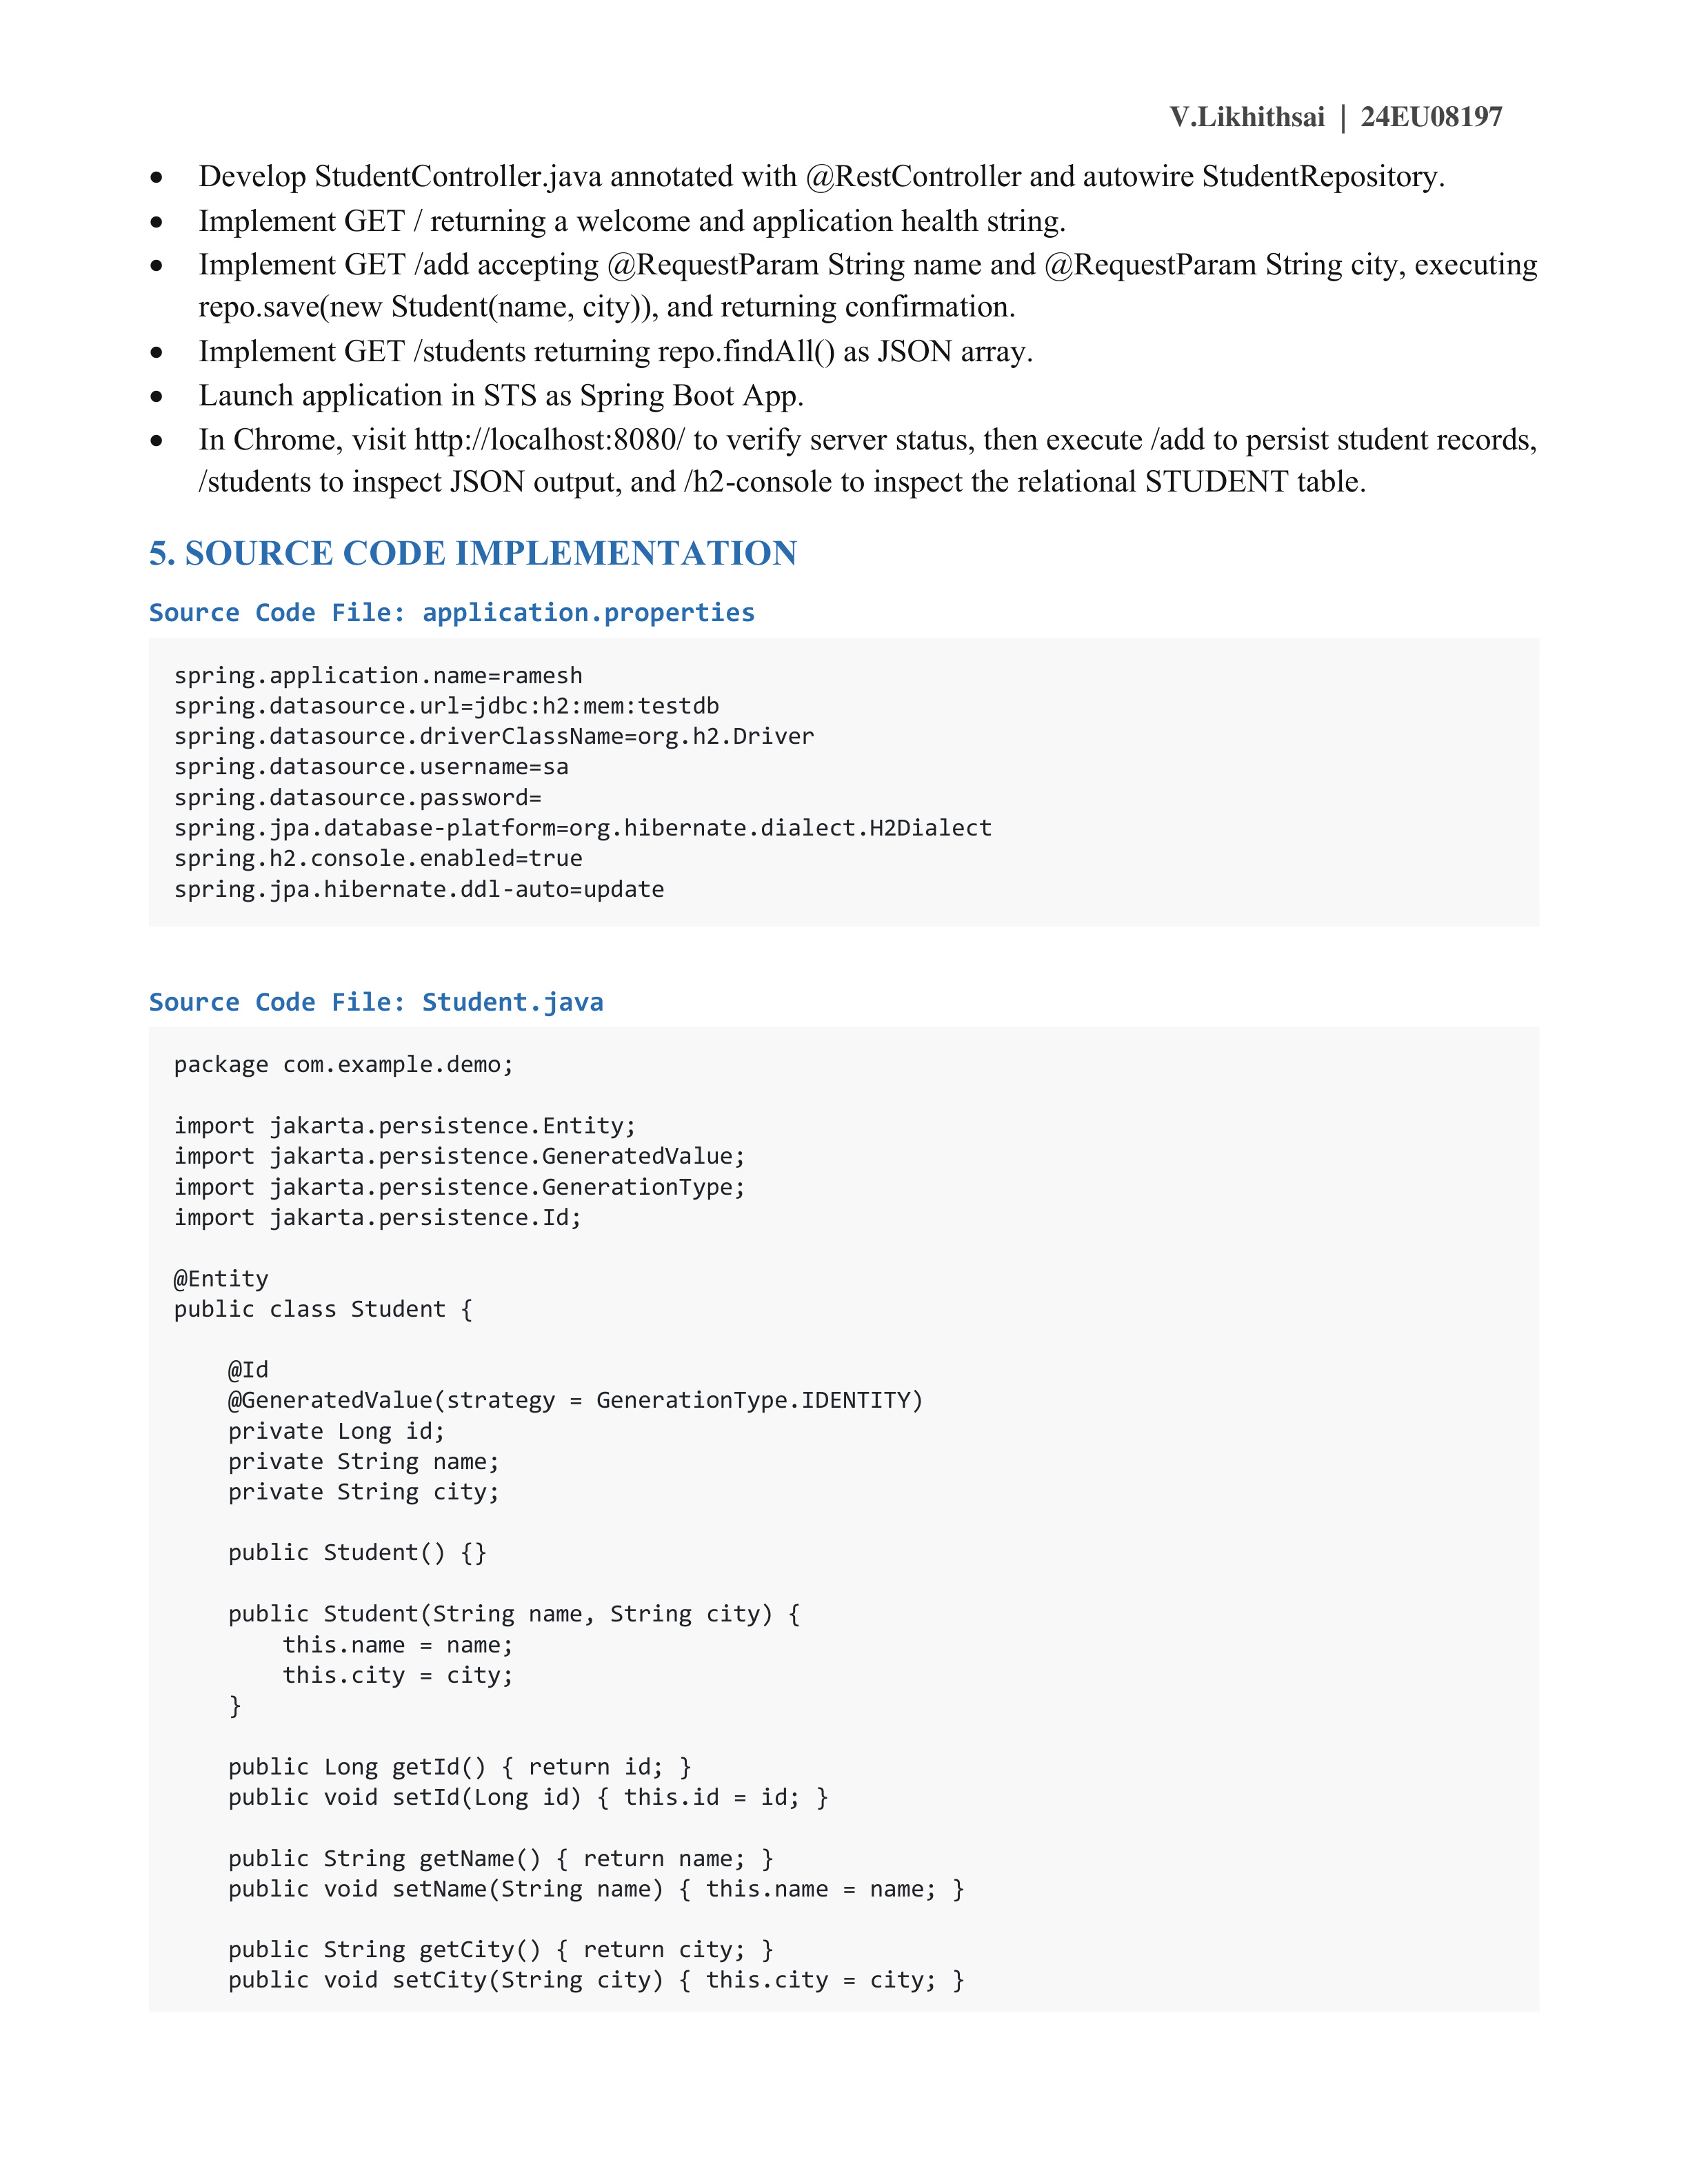 V.Likhithsai | 24EU08197
• Develop StudentController.java annotated with @RestController and autowire StudentRepository.
• Implement GET / returning a welcome and application health string.
• Implement GET /add accepting @RequestParam String name and @RequestParam String city, executing
repo.save(new Student(name, city)), and returning confirmation.
• Implement GET /students returning repo.findAll() as JSON array.
• Launch application in STS as Spring Boot App.
• In Chrome, visit http://localhost:8080/ to verify server status, then execute /add to persist student records,
/students to inspect JSON output, and /h2-console to inspect the relational STUDENT table.
5. SOURCE CODE IMPLEMENTATION
Source Code File: application.properties
spring.application.name=ramesh
spring.datasource.url=jdbc:h2:mem:testdb
spring.datasource.driverClassName=org.h2.Driver
spring.datasource.username=sa
spring.datasource.password=
spring.jpa.database-platform=org.hibernate.dialect.H2Dialect
spring.h2.console.enabled=true
spring.jpa.hibernate.ddl-auto=update
Source Code File: Student.java
package com.example.demo;
import jakarta.persistence.Entity;
import jakarta.persistence.GeneratedValue;
import jakarta.persistence.GenerationType;
import jakarta.persistence.Id;
@Entity
public class Student {
    @Id
    @GeneratedValue(strategy = GenerationType.IDENTITY)
    private Long id;
    private String name;
    private String city;
    public Student() {}
    public Student(String name, String city) {
        this.name = name;
        this.city = city;
    }
    public Long getId() { return id; }
    public void setId(Long id) { this.id = id; }
    public String getName() { return name; }
    public void setName(String name) { this.name = name; }
    public String getCity() { return city; }
    public void setCity(String city) { this.city = city; }